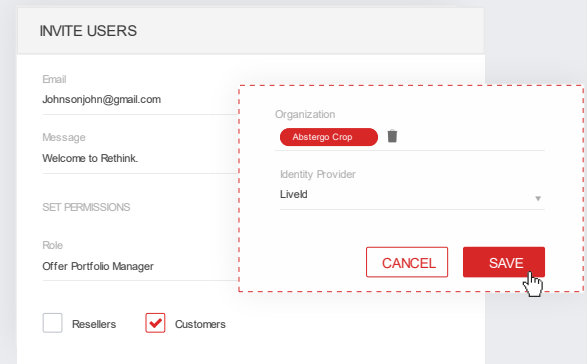 INVITE USERS
Email
Johnsonjohn@gmail.com
Message
Welcome to Rethink.
SET PERMISSIONS
Role
Offer Portfolio Manager
Resellers
Customers
Organization
Abstergo Crop
Identity Provider
LiveId
CANCEL
SAVE